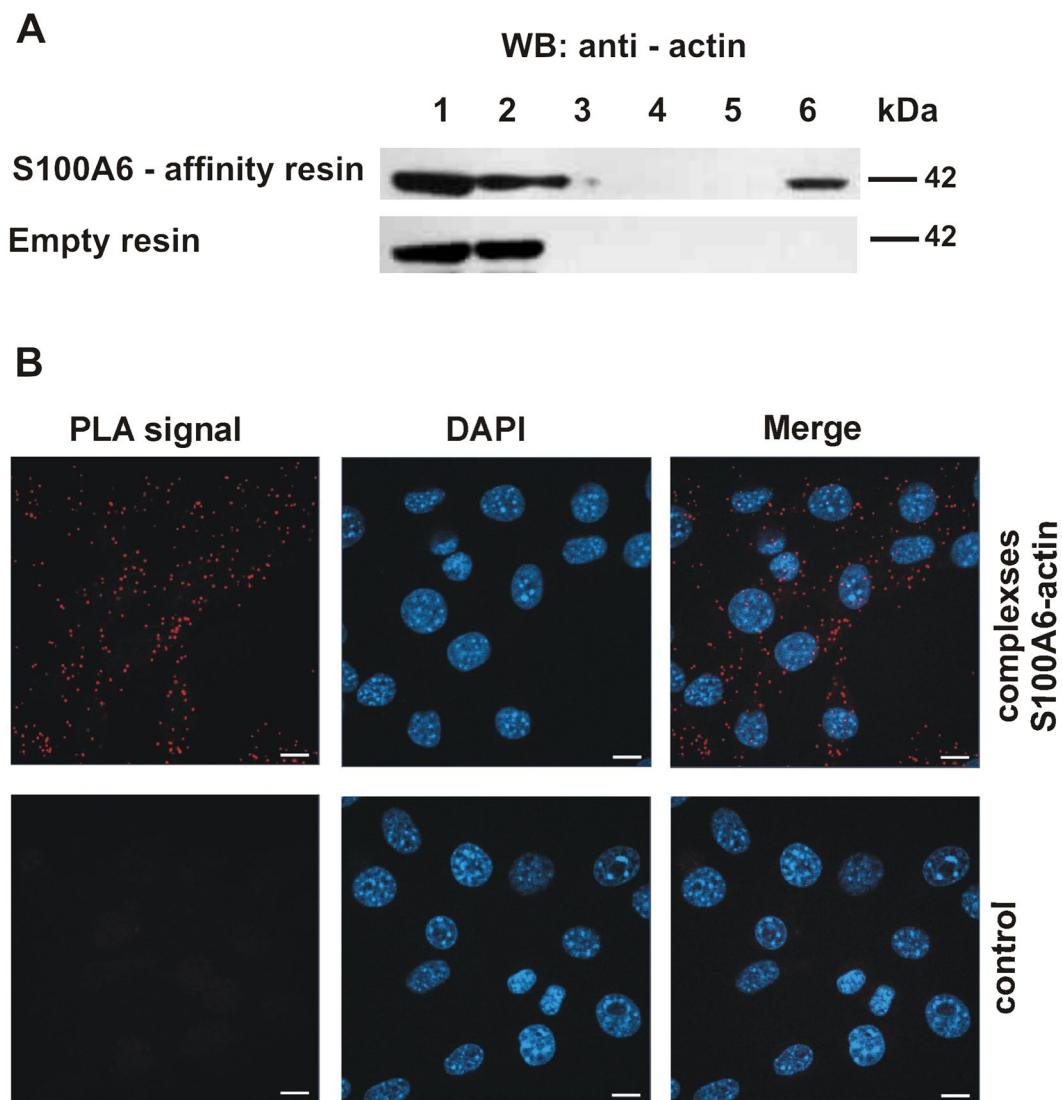 A
WB: anti - actin
1 2 3 4 5 6 kDa
S100A6 - affinity resin
42
Empty resin
42
B
PLA signal DAPI Merge
complexses
S100A6-actin
control